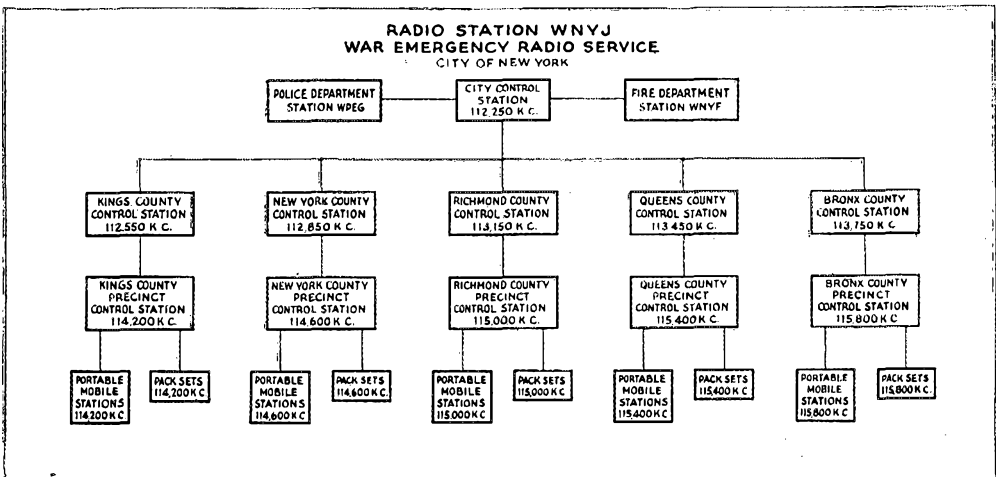 RADIO STATION WNYJ
WAR EMERGENCY RADIO SERVICE
CITY OF NEW YORK
POLICE DEPARTMENT
STATION WPEG
CITY CONTROL
STATION
112,250 K C.
FIRE DEPARTMENT
STATION WNYF
KINGS COUNTY
CONTROL STATION
112,550 K C.
NEW YORK COUNTY
CONTROL STATION
112,850 K C.
RICHMOND COUNTY
CONTROL STATION
113,150 K C.
QUEENS COUNTY
CONTROL STATION
113 450 K C.
BRONX COUNTY
CONTROL STATION
113,750 K C.
KINGS COUNTY
PRECINCT
CONTROL STATION
114,200 K C.
NEW YORK COUNTY
PRECINCT
CONTROL STATION
114,600 K C.
RICHMOND COUNTY
PRECINCT
CONTROL STATION
115,000 K C.
QUEENS COUNTY
PRECINCT
CONTROL STATION
115,400 K C.
BRONX COUNTY
PRECINCT
CONTROL STATION
115,800 K C.
PORTABLE
MOBILE
STATIONS
114,200 K C
PACK SETS
114,200 K C
PORTABLE
MOBILE
STATIONS
114,600 K C
PACK SETS
114,600 K C.
PORTABLE
MOBILE
STATIONS
115,000 K C
PACK SETS
115,000 K C
PORTABLE
MOBILE
STATIONS
115,400 K C
PACK SETS
115,400 K C
PORTABLE
MOBILE
STATIONS
115,800 K C
PACK SETS
115,800 K C.